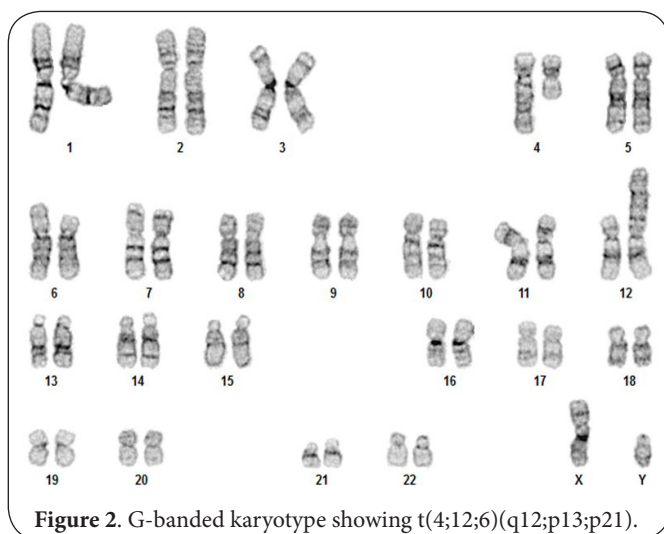 1 2 3 4 5
6 7 8 9 10 11 12
13 14 15 16 17 18
19 20 21 22 X Y
Figure 2. G-banded karyotype showing t(4;12;6)(q12;p13;p21).